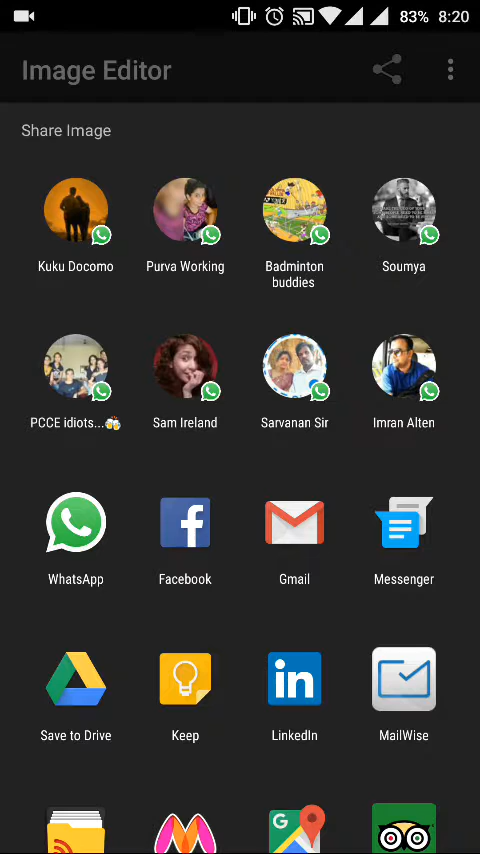 83% 8:20
Image Editor
Share Image
Kuku Docomo
Purva Working
Badminton
buddies
Soumya
PCCE idiots...🍻
Sam Ireland
Sarvanan Sir
Imran Alten
WhatsApp
Facebook
Gmail
Messenger
Save to Drive
Keep
in
LinkedIn
MailWise
G